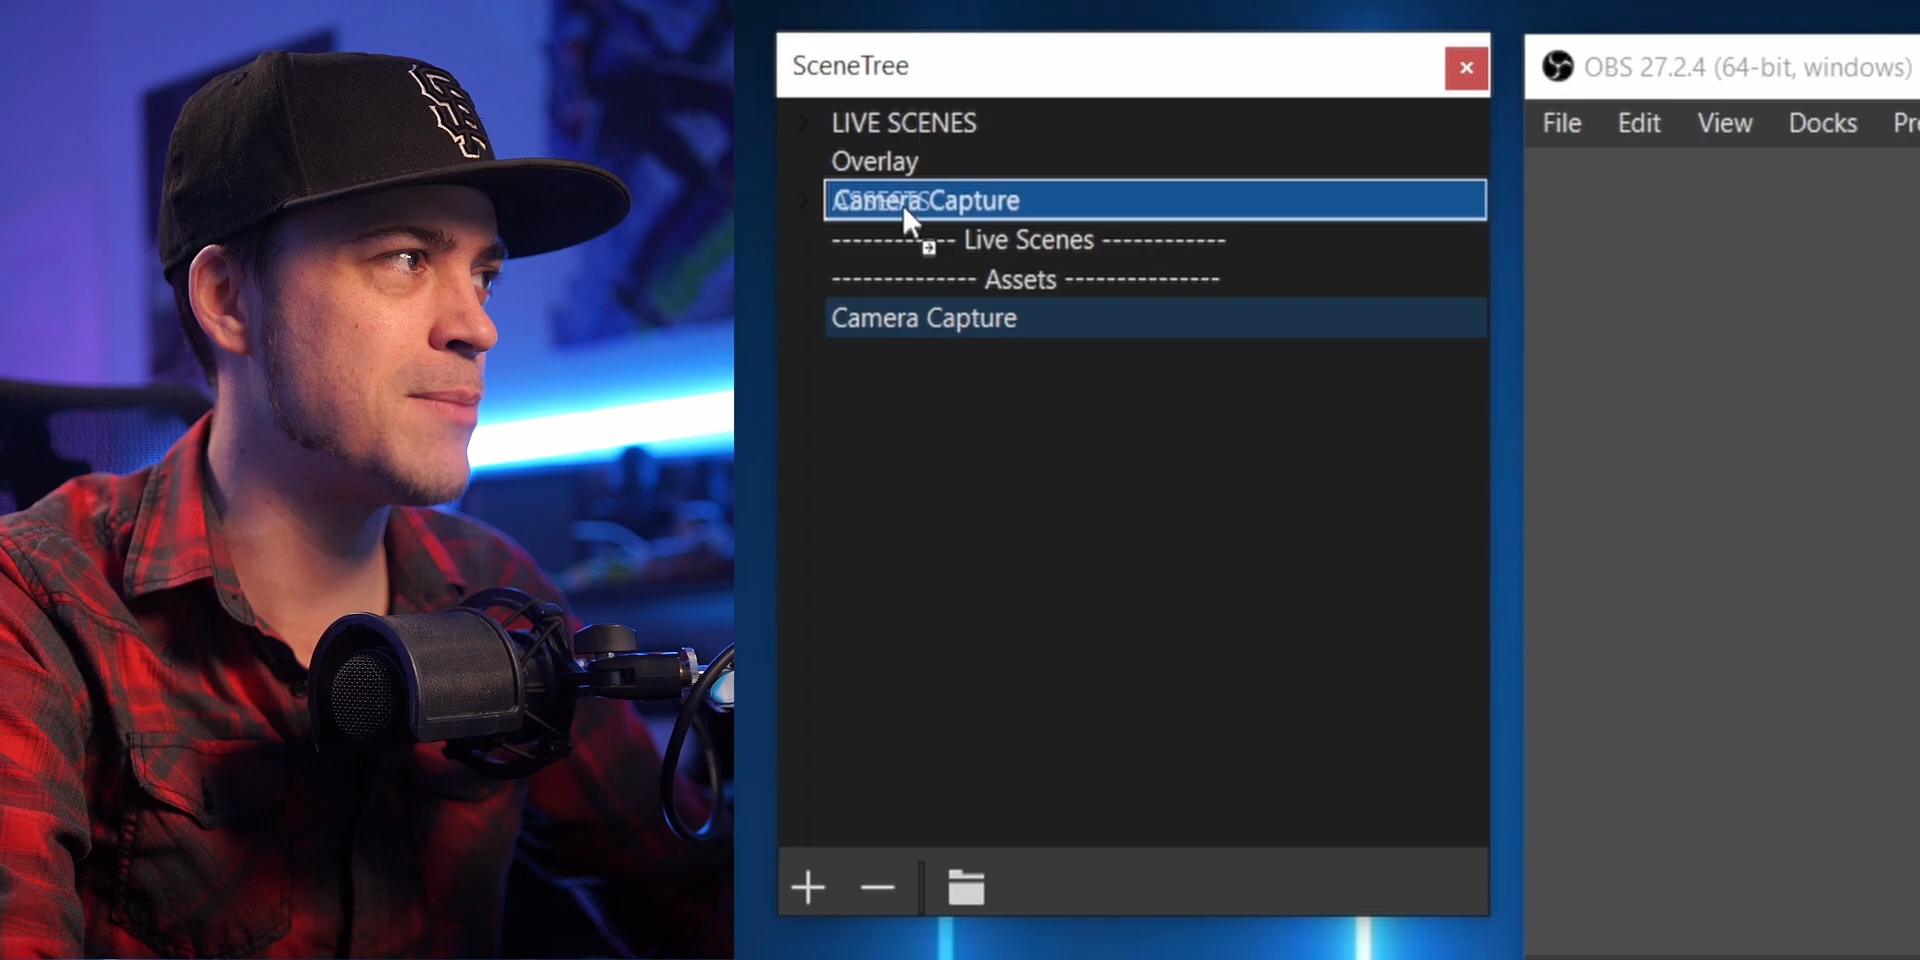 SceneTree
LIVE SCENES
Overlay
Camera Capture
------------ Live Scenes ------------
-------------- Assets ---------------
Camera Capture
OBS 27.2.4 (64-bit, windows)
File Edit View Docks
SF